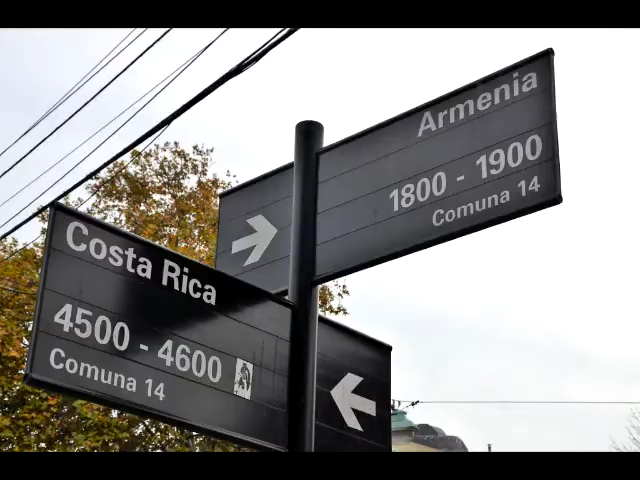 Armenia
1800 - 1900
Comuna 14
Costa Rica
4500 - 4600
Comuna 14